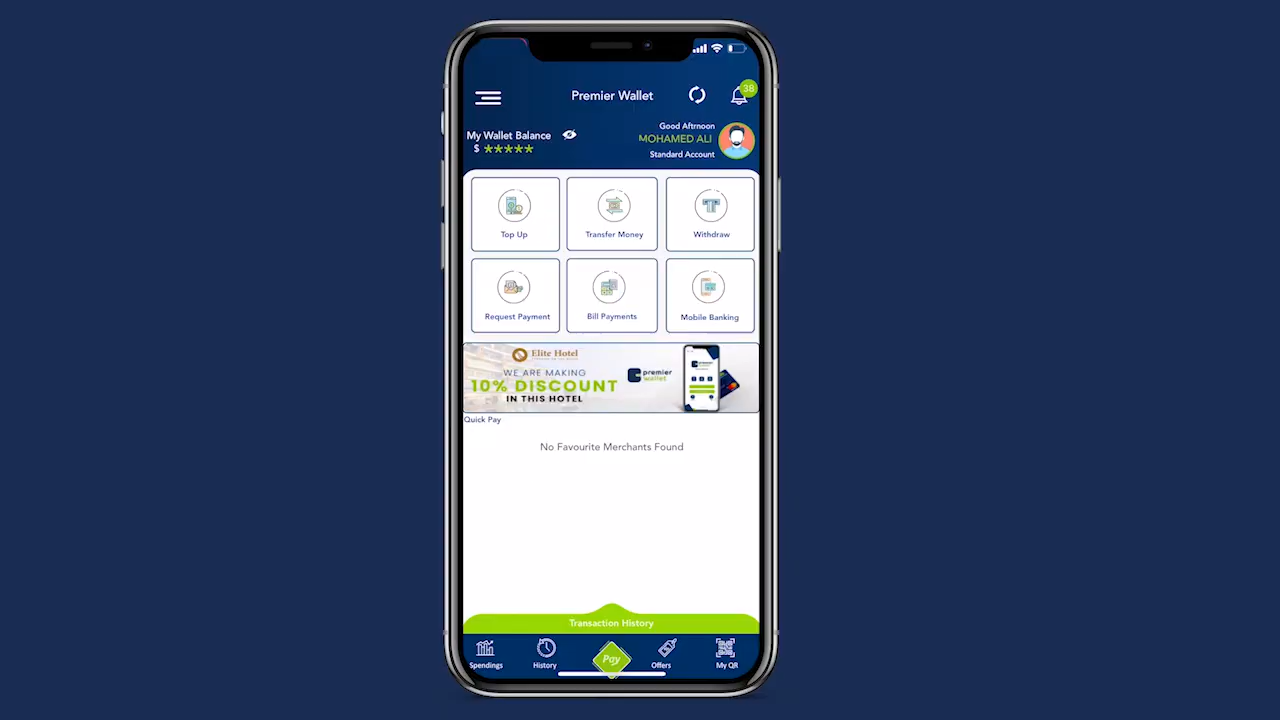 Premier Wallet
38
My Wallet Balance
$ *****
Good Aftrnoon
MOHAMED ALI
Standard Account
Top Up
Transfer Money
Withdraw
Request Payment
Bill Payments
Mobile Banking
Elite Hotel
WE ARE MAKING
10% DISCOUNT
IN THIS HOTEL
premier
wallet
Quick Pay
No Favourite Merchants Found
Transaction History
Spendings
History
Pay
Offers
My QR